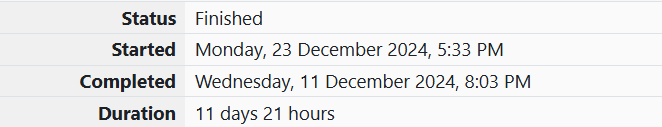 Status Finished
Started Monday, 23 December 2024, 5:33 PM
Completed Wednesday, 11 December 2024, 8:03 PM
Duration 11 days 21 hours